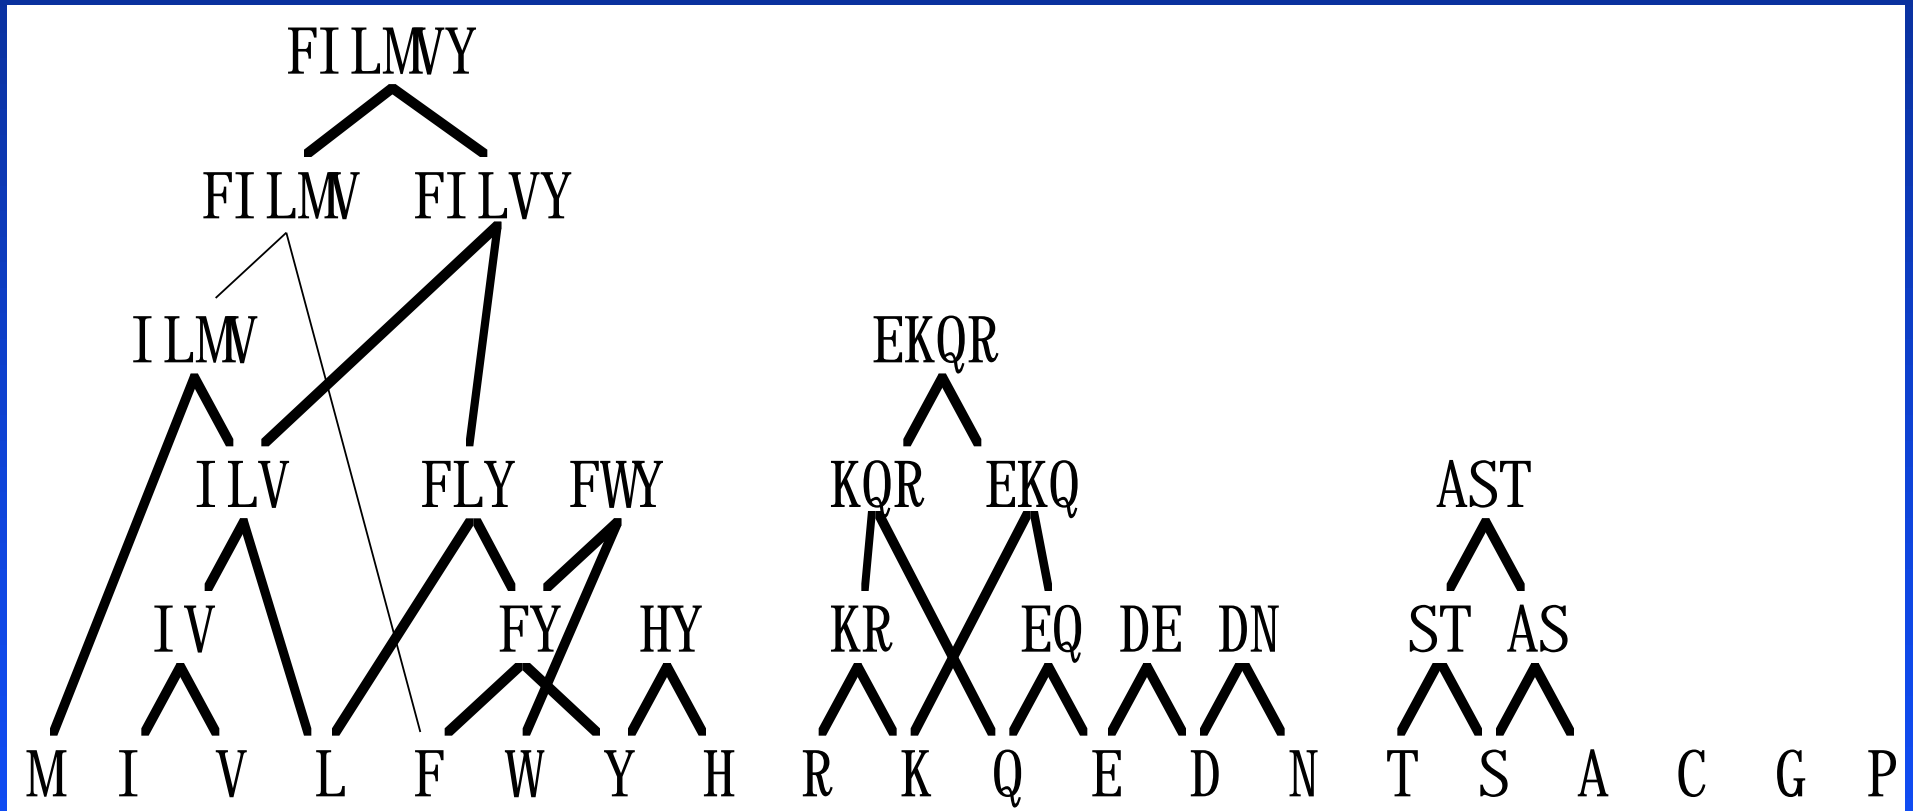 FILMVY
FILMV FILVY
ILMV EKQR
ILV FLY FWY KQR EKQ AST
IV FY HY KR EQ DE DN ST AS
M I V L F W Y H R K Q E D N T S A C G P